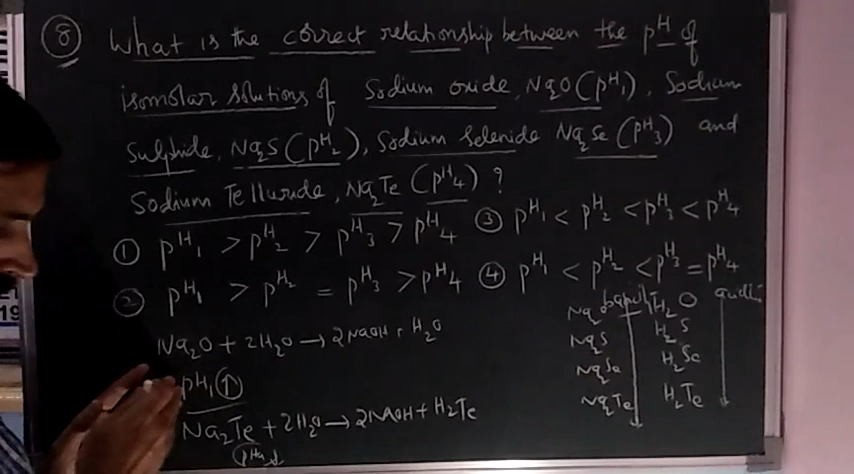 ⑧ What is the correct relationship between the pH of
isomolar solutions of Sodium oxide, Na2O (pH1), Sodium
Sulphide, Na2S (pH2), Sodium Selenide Na2Se (pH3) and
Sodium Telluride, Na2Te (pH4) ?
① pH1 > pH2 > pH3 > pH4 ③ pH1 < pH2 < pH3 < pH4
② pH1 > pH2 = pH3 > pH4 ④ pH1 < pH2 < pH3 = pH4
Na2O H2O
Na2S H2S
Na2Se H2Se
Na2Te H2Te
Na2O + 2H2O → 2NaOH + H2O
pH1 (↑)
Na2Te + 2H2O → 2NaOH + H2Te
pH4 ↓
19